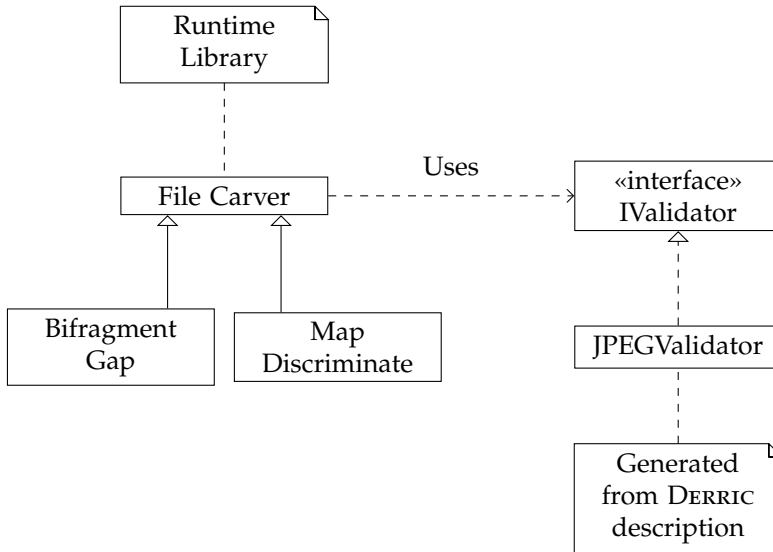 Runtime
Library
Uses
File Carver
«interface»
IValidator
Bifragment
Gap
Map
Discriminate
JPEGValidator
Generated
from DERRIC
description